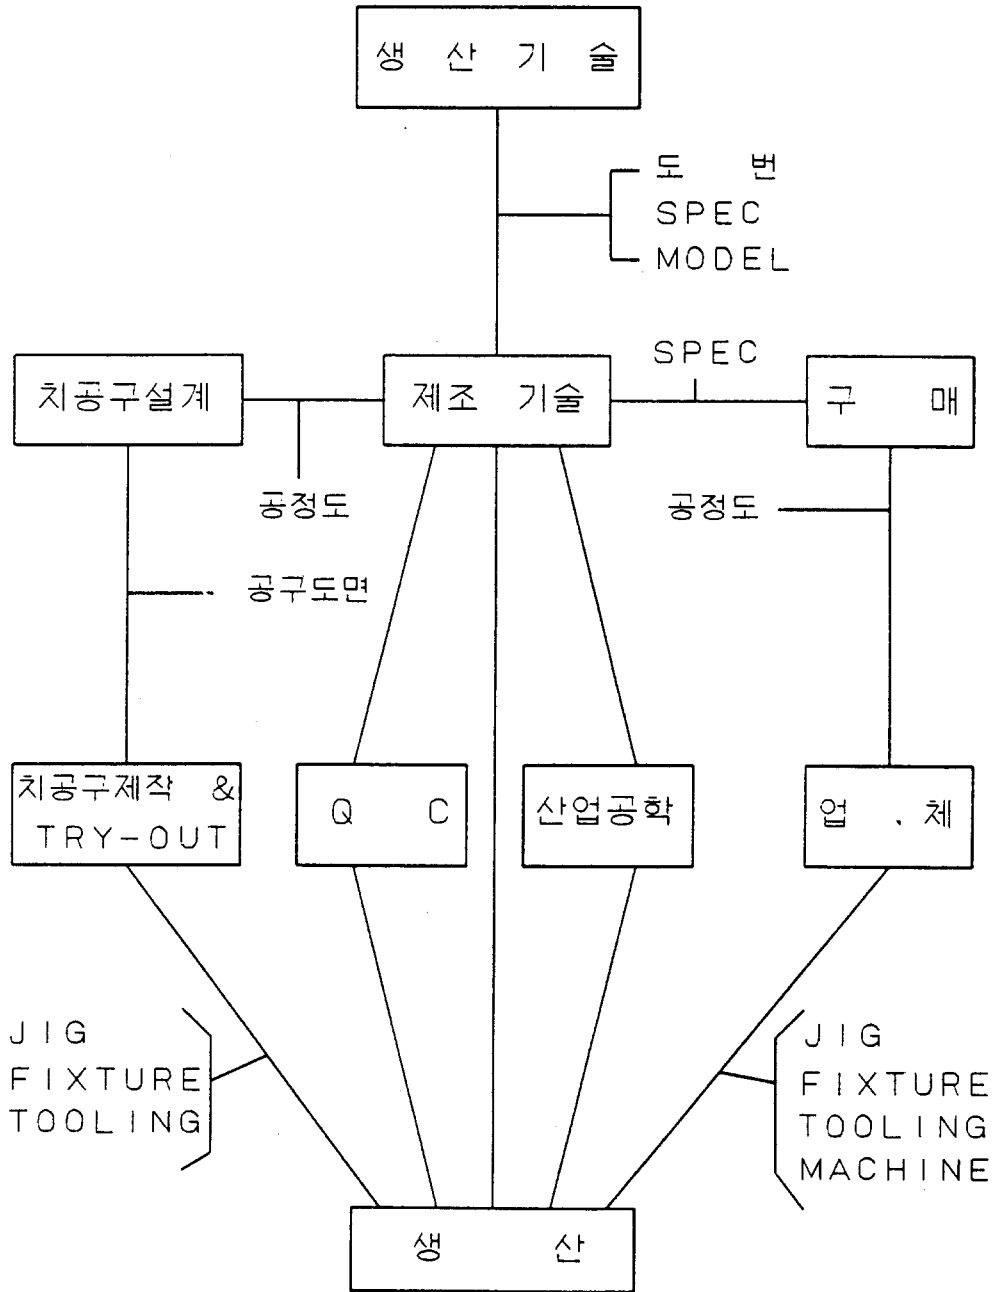 생 산 기 술
도 번
SPEC
MODEL
SPEC
치공구설계
제조 기술
구 매
공정도
공정도
공구도면
치공구제작 &
TRY-OUT
Q C
산업공학
업 . 체
JIG
FIXTURE
TOOLING
JIG
FIXTURE
TOOLING
MACHINE
생 산